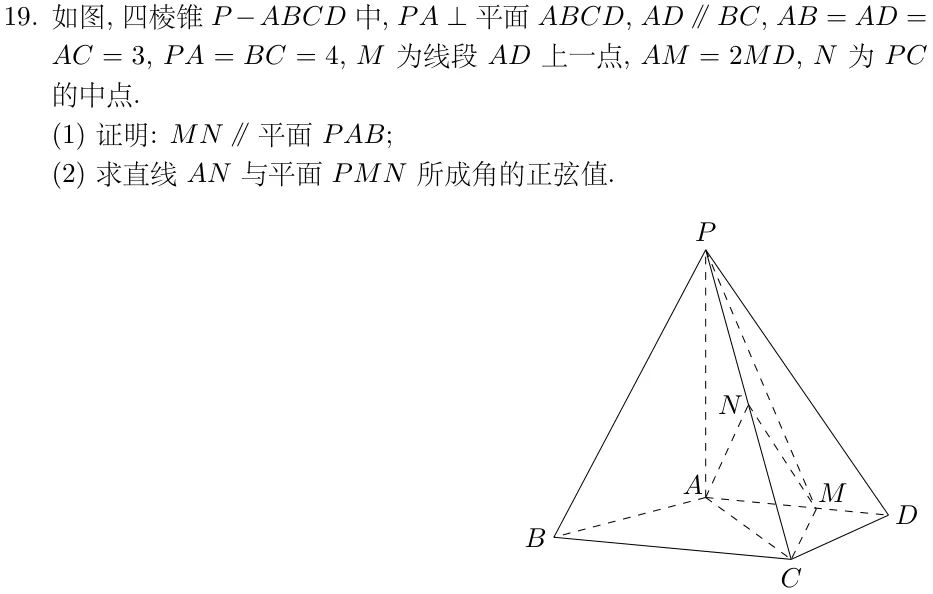 19. 如图, 四棱锥 P − ABCD 中, PA ⊥ 平面 ABCD, AD ∥ BC, AB = AD =
AC = 3, PA = BC = 4, M 为线段 AD 上一点, AM = 2MD, N 为 PC
的中点.
(1) 证明: MN ∥ 平面 PAB;
(2) 求直线 AN 与平面 PMN 所成角的正弦值.
P
N
A
M
D
B
C